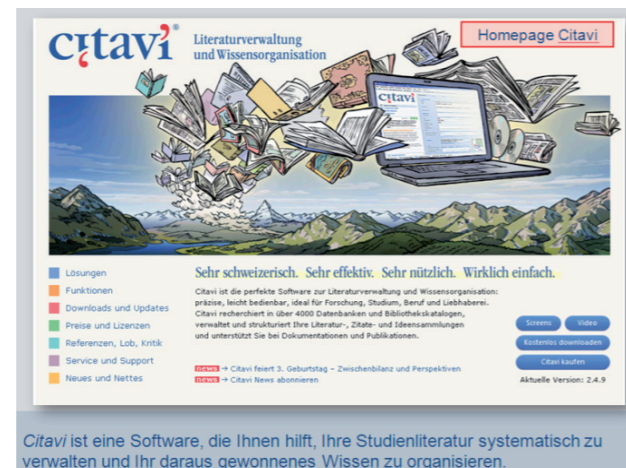 citavi®
Literaturverwaltung
und Wissensorganisation
Homepage Citavi
citavi
Lösungen
Funktionen
Downloads und Updates
Preise und Lizenzen
Referenzen, Lob, Kritik
Service und Support
Neues und Nettes
Sehr schweizerisch. Sehr effektiv. Sehr nützlich. Wirklich einfach.
Citavi ist die perfekte Software zur Literaturverwaltung und Wissensorganisation:
präzise, leicht bedienbar, ideal für Forschung, Studium, Beruf und Liebhaberei.
Citavi recherchiert in über 4000 Datenbanken und Bibliothekskatalogen,
verwaltet und strukturiert Ihre Literatur-, Zitate- und Ideensammlungen
und unterstützt Sie bei Dokumentationen und Publikationen.
news → Citavi feiert 3. Geburtstag – Zwischenbilanz und Perspektiven
news → Citavi News abonnieren
Screens Video
Kostenlos downloaden
Citavi kaufen
Aktuelle Version: 2.4.9
Citavi ist eine Software, die Ihnen hilft, Ihre Studienliteratur systematisch zu
verwalten und Ihr daraus gewonnenes Wissen zu organisieren.